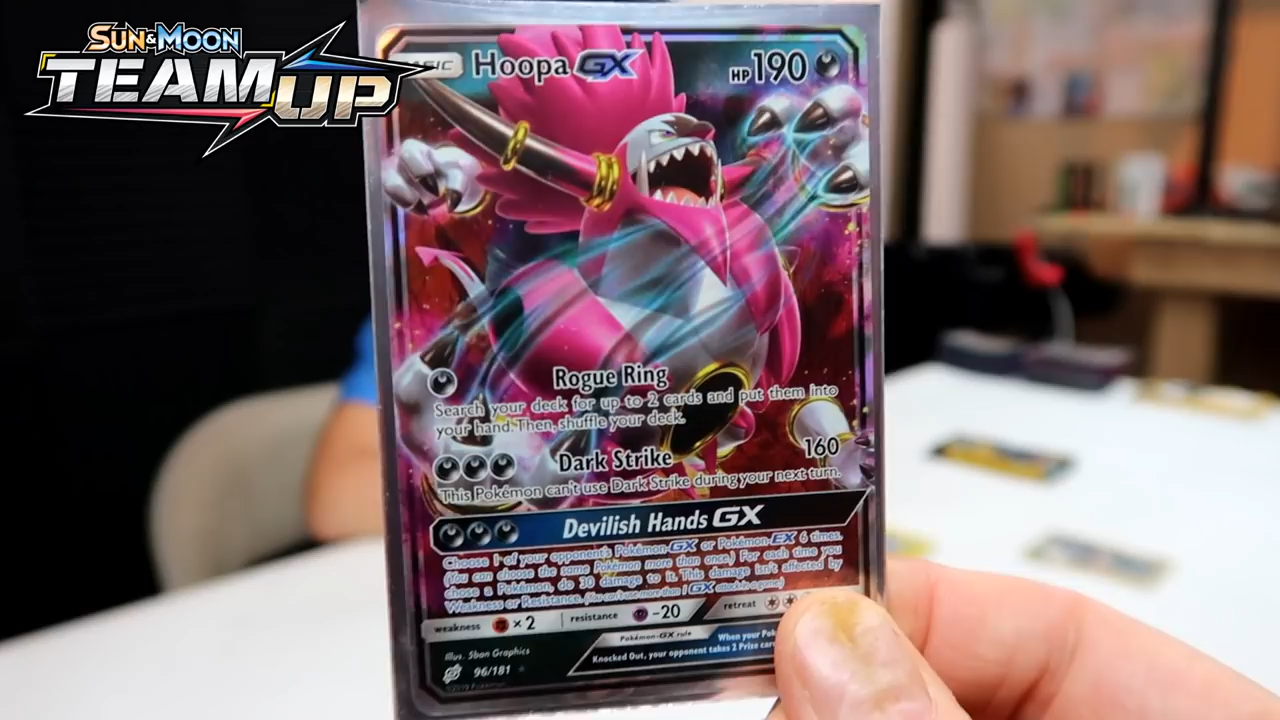 SUN & MOON
TEAM UP
BASIC
Hoopa GX
HP 190
Rogue Ring
Search your deck for up to 2 cards and put them into
your hand. Then, shuffle your deck.
Dark Strike 160
This Pokémon can't use Dark Strike during your next turn.
Devilish Hands GX
Choose 1 of your opponent's Pokémon-GX or Pokémon-EX 6 times.
(You can choose the same Pokémon more than once.) For each time you
chose a Pokémon, do 30 damage to it. This damage isn't affected by
Weakness or Resistance. (You can't use more than 1 GX attack in a game.)
weakness × 2 resistance -20 retreat
Pokémon-GX rule When your
Knocked Out, your opponent takes 2 Prize
Illus. 5ban Graphics
96/181